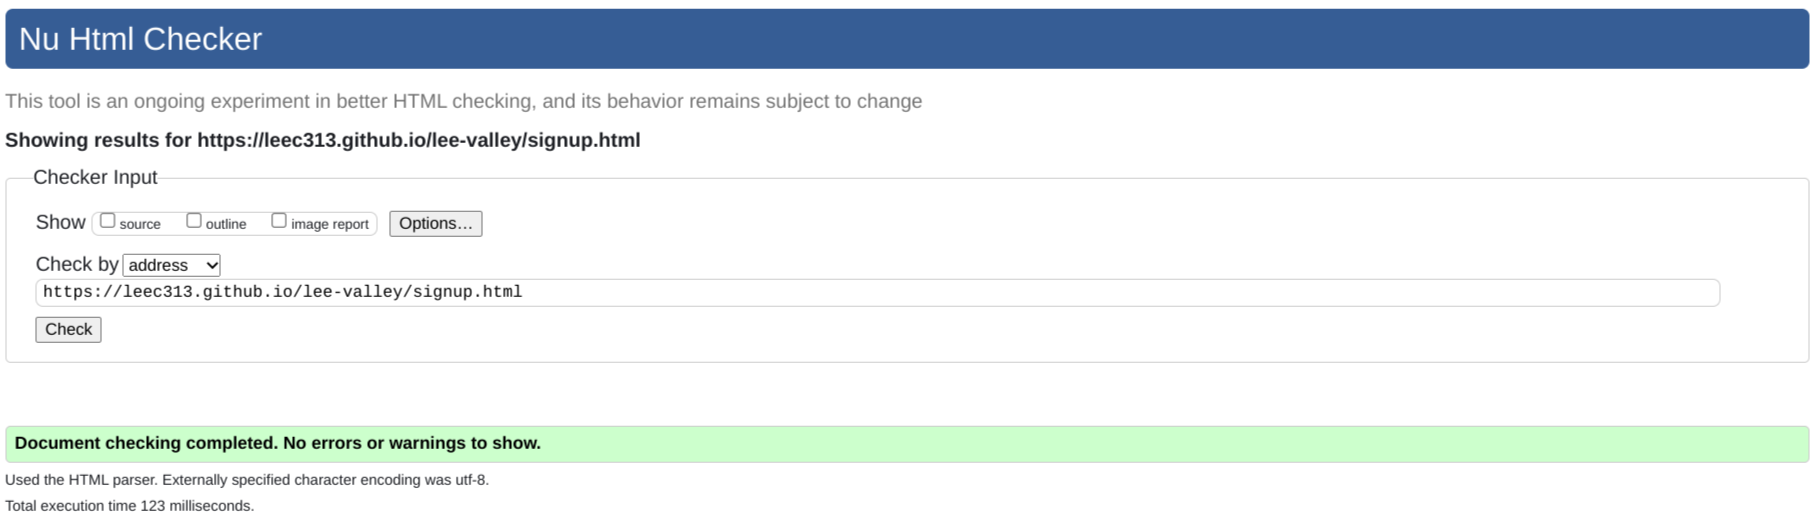 Nu Html Checker
This tool is an ongoing experiment in better HTML checking, and its behavior remains subject to change
Showing results for https://leec313.github.io/lee-valley/signup.html
Checker Input
Show source outline image report Options…
Check by address
https://leec313.github.io/lee-valley/signup.html
Check
Document checking completed. No errors or warnings to show.
Used the HTML parser. Externally specified character encoding was utf-8.
Total execution time 123 milliseconds.